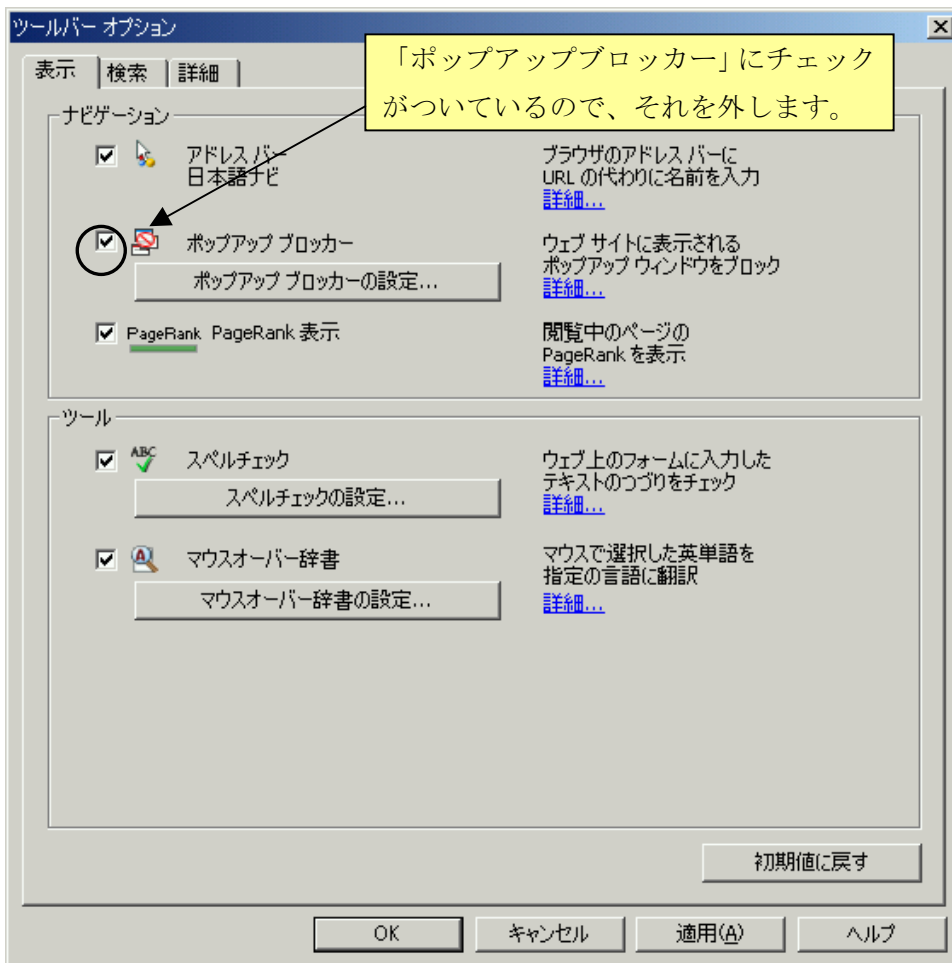 ツールバー オプション
「ポップアップブロッカー」にチェック
がついているので、それを外します。
表示 検索 詳細
ナビゲーション
アドレス バー
日本語ナビ
ブラウザのアドレス バーに
URL の代わりに名前を入力
詳細...
ポップアップ ブロッカー
ポップアップ ブロッカーの設定...
ウェブ サイトに表示される
ポップアップ ウィンドウをブロック
詳細...
PageRank PageRank 表示
閲覧中のページの
PageRank を表示
詳細...
ツール
ABC スペルチェック
スペルチェックの設定...
ウェブ上のフォームに入力した
テキストのつづりをチェック
詳細...
マウスオーバー辞書
マウスオーバー辞書の設定...
マウスで選択した英単語を
指定の言語に翻訳
詳細...
初期値に戻す
OK キャンセル 適用(A) ヘルプ